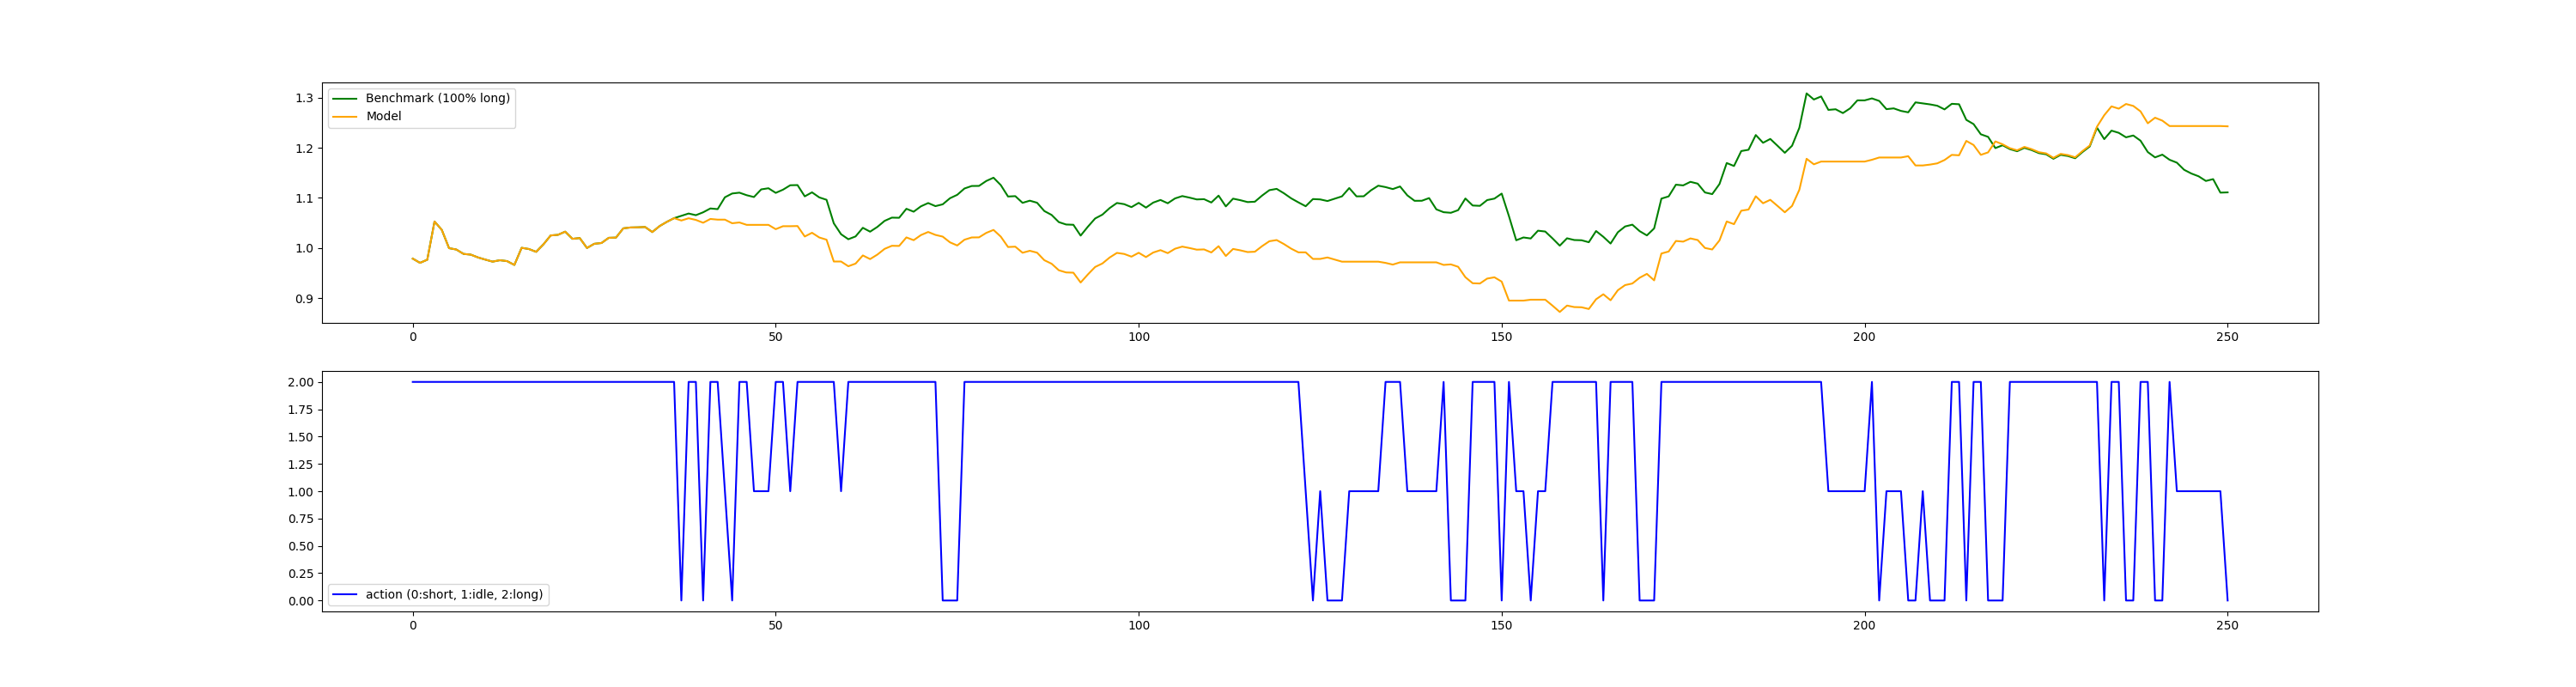 1.3
1.2
1.1
1.0
0.9
Benchmark (100% long)
Model
0 50 100 150 200 250
2.00
1.75
1.50
1.25
1.00
0.75
0.50
0.25
0.00
action (0:short, 1:idle, 2:long)
0 50 100 150 200 250